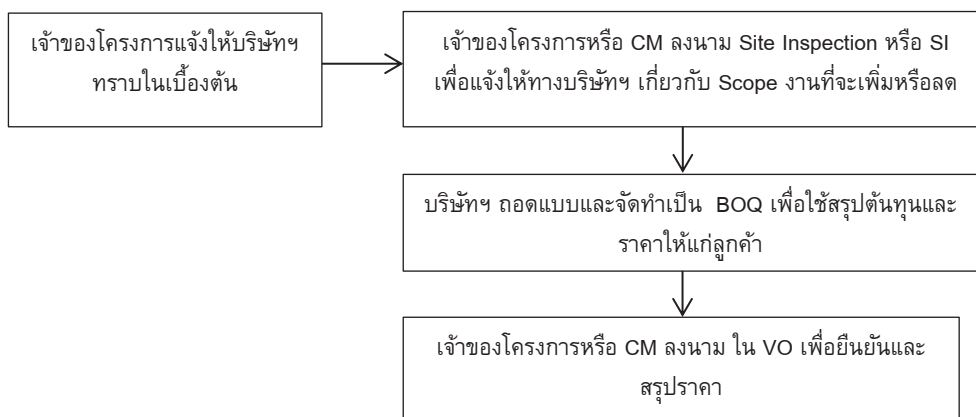 เจ้าของโครงการแจ้งให้บริษัทฯ
ทราบในเบื้องต้น
เจ้าของโครงการหรือ CM ลงนาม Site Inspection หรือ SI
เพื่อแจ้งให้ทางบริษัทฯ เกี่ยวกับ Scope งานที่จะเพิ่มหรือลด
บริษัทฯ ถอดแบบและจัดทำเป็น BOQ เพื่อใช้สรุปต้นทุนและ
ราคาให้แก่ลูกค้า
เจ้าของโครงการหรือ CM ลงนาม ใน VO เพื่อยืนยันและ
สรุปราคา